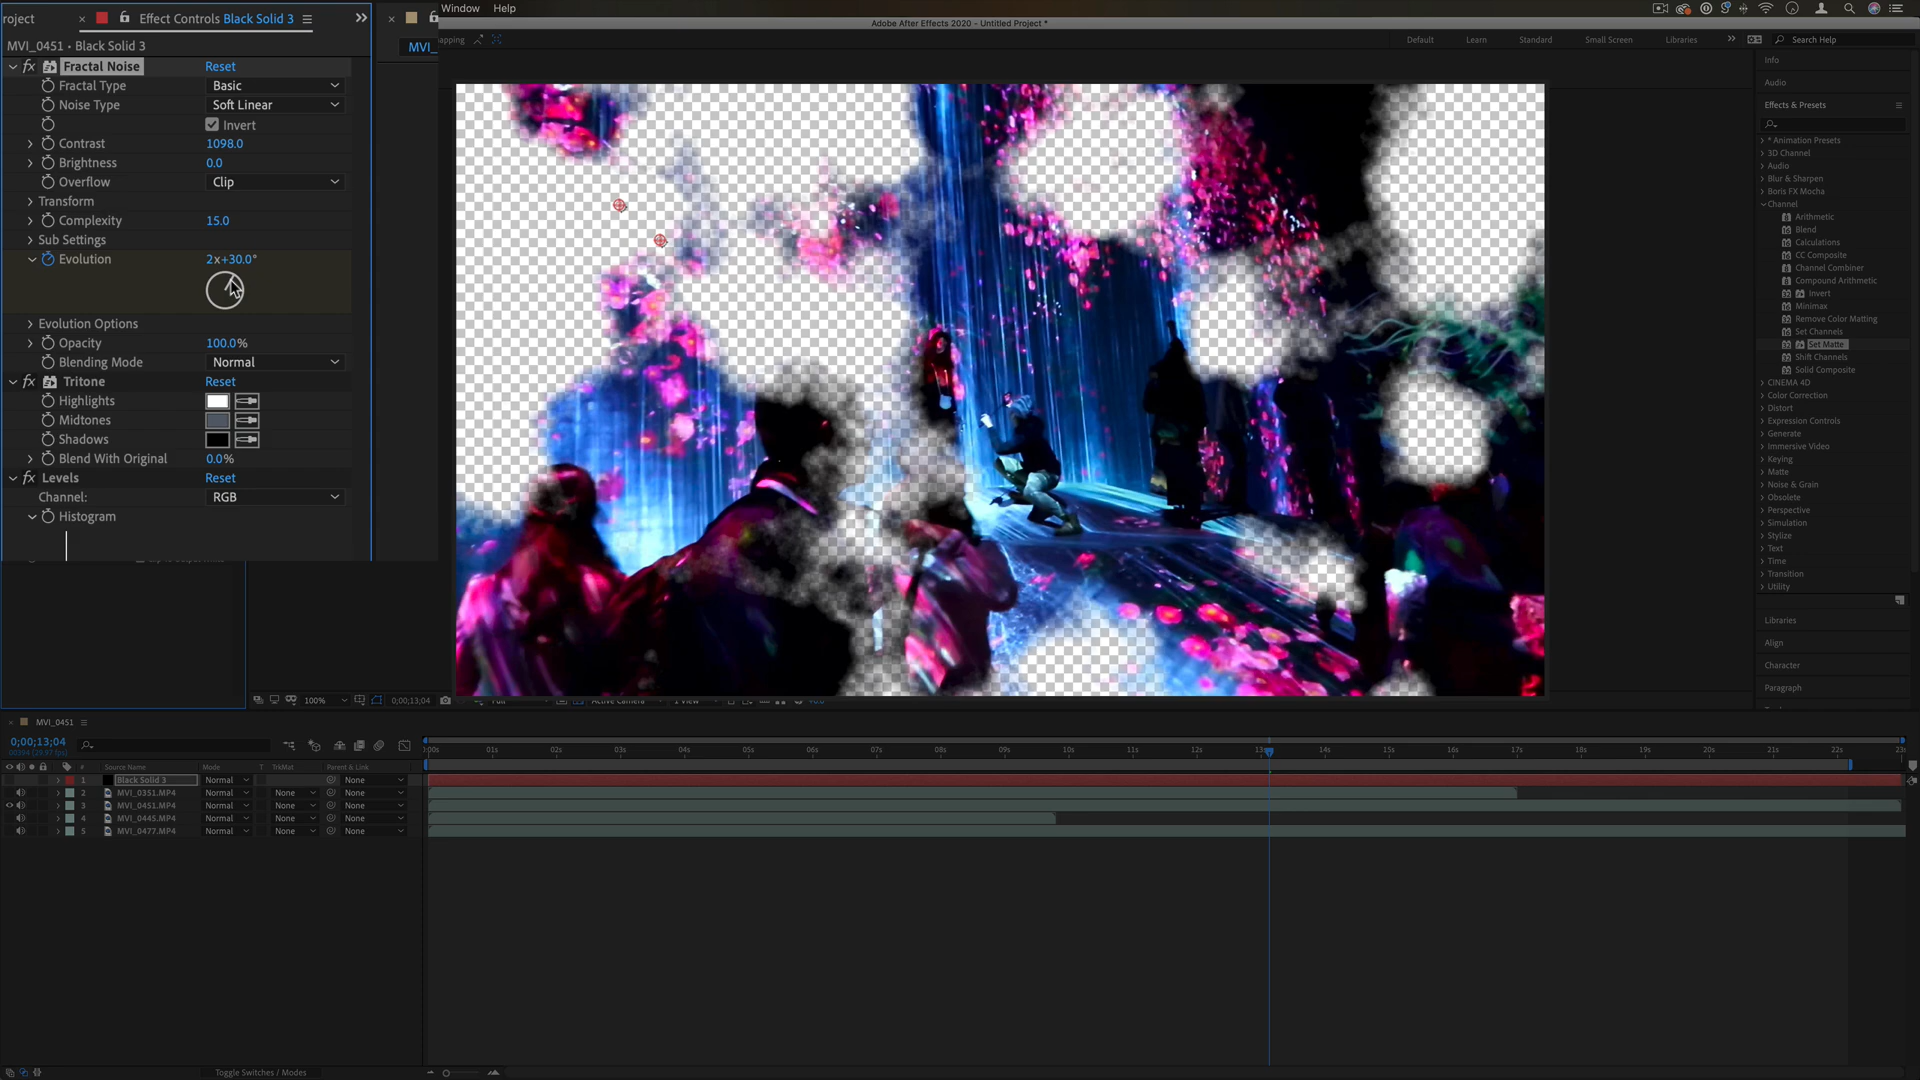 Window Help
Adobe After Effects 2020 - Untitled Project *
roject × Effect Controls Black Solid 3
MVI_0451 • Black Solid 3
MVI_
Default Learn Standard Small Screen Libraries Search Help
Fractal Noise Reset
Fractal Type Basic
Noise Type Soft Linear
Invert
Contrast 1098.0
Brightness 0.0
Overflow Clip
Transform
Complexity 15.0
Sub Settings
Evolution 2x+30.0°
Evolution Options
Opacity 100.0%
Blending Mode Normal
Tritone Reset
Highlights
Midtones
Shadows
Blend With Original 0.0%
Levels Reset
Channel: RGB
Histogram
Info
Audio
Effects & Presets
* Animation Presets
3D Channel
Audio
Blur & Sharpen
Boris FX Mocha
Channel
Arithmetic
Blend
Calculations
CC Composite
Channel Combiner
Compound Arithmetic
Invert
Minimax
Remove Color Matting
Set Channels
Set Matte
Shift Channels
Solid Composite
CINEMA 4D
Color Correction
Distort
Expression Controls
Generate
Immersive Video
Keying
Matte
Noise & Grain
Obsolete
Perspective
Simulation
Stylize
Text
Time
Transition
Utility
Libraries
Align
Character
Paragraph
100% 0;00;13;04
MVI_0451
0;00;13;04
00394 (29.97 fps)
:00s 01s 02s 03s 04s 05s 06s 07s 08s 09s 10s 11s 12s 13s 14s 15s 16s 17s 18s 19s 20s 21s 22s 23s
# Source Name Mode T TrkMat Parent & Link
1 Black Solid 3 Normal None
2 MVI_0351.MP4 Normal None None
3 MVI_0451.MP4 Normal None None
4 MVI_0445.MP4 Normal None None
5 MVI_0477.MP4 Normal None None
Toggle Switches / Modes